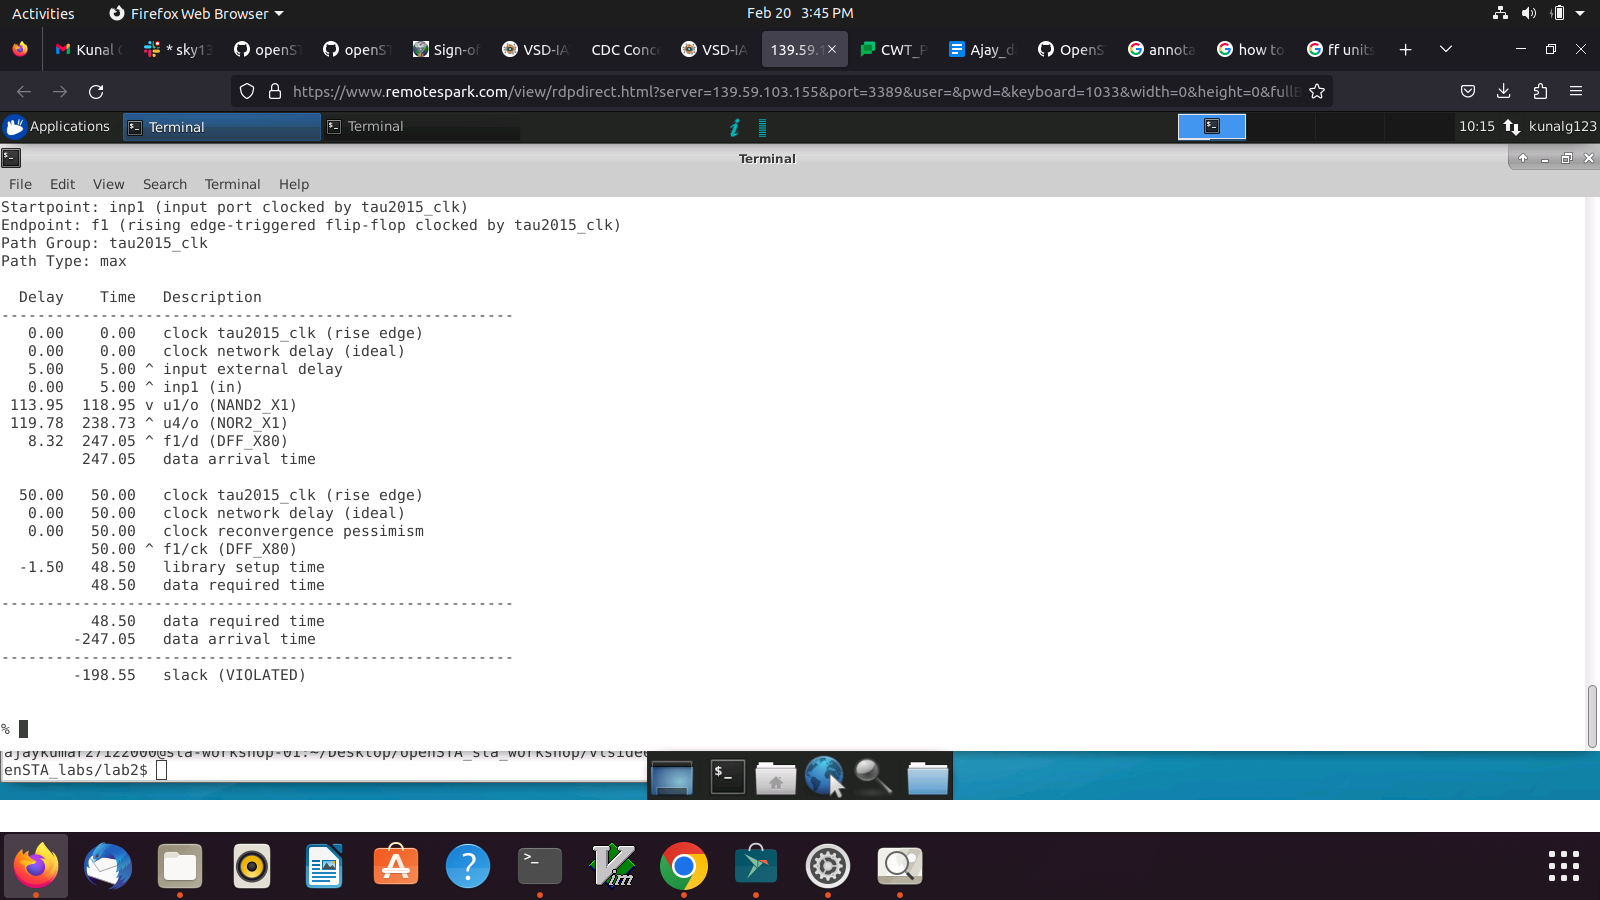 Activities Firefox Web Browser Feb 20 3:45 PM
Kunal * sky13 openST openST Sign-of VSD-IA CDC Conce VSD-IA 139.59.1 CWT_P Ajay_d OpenS annota how to ff units
https://www.remotespark.com/view/rdpdirect.html?server=139.59.103.155&port=3389&user=&pwd=&keyboard=1033&width=0&height=0&full
Applications Terminal Terminal 10:15 kunalg123
Terminal
File Edit View Search Terminal Help
Startpoint: inp1 (input port clocked by tau2015_clk)
Endpoint: f1 (rising edge-triggered flip-flop clocked by tau2015_clk)
Path Group: tau2015_clk
Path Type: max
Delay Time Description
---------------------------------------------------------
0.00 0.00 clock tau2015_clk (rise edge)
0.00 0.00 clock network delay (ideal)
5.00 5.00 ^ input external delay
0.00 5.00 ^ inp1 (in)
113.95 118.95 v u1/o (NAND2_X1)
119.78 238.73 ^ u4/o (NOR2_X1)
8.32 247.05 ^ f1/d (DFF_X80)
247.05 data arrival time
50.00 50.00 clock tau2015_clk (rise edge)
0.00 50.00 clock network delay (ideal)
0.00 50.00 clock reconvergence pessimism
50.00 ^ f1/ck (DFF_X80)
-1.50 48.50 library setup time
48.50 data required time
---------------------------------------------------------
48.50 data required time
-247.05 data arrival time
---------------------------------------------------------
-198.55 slack (VIOLATED)
%
ajaykumar27122000@sta-workshop-01:~/Desktop/openSTA_sta_workshop/vlside
enSTA_labs/lab2$